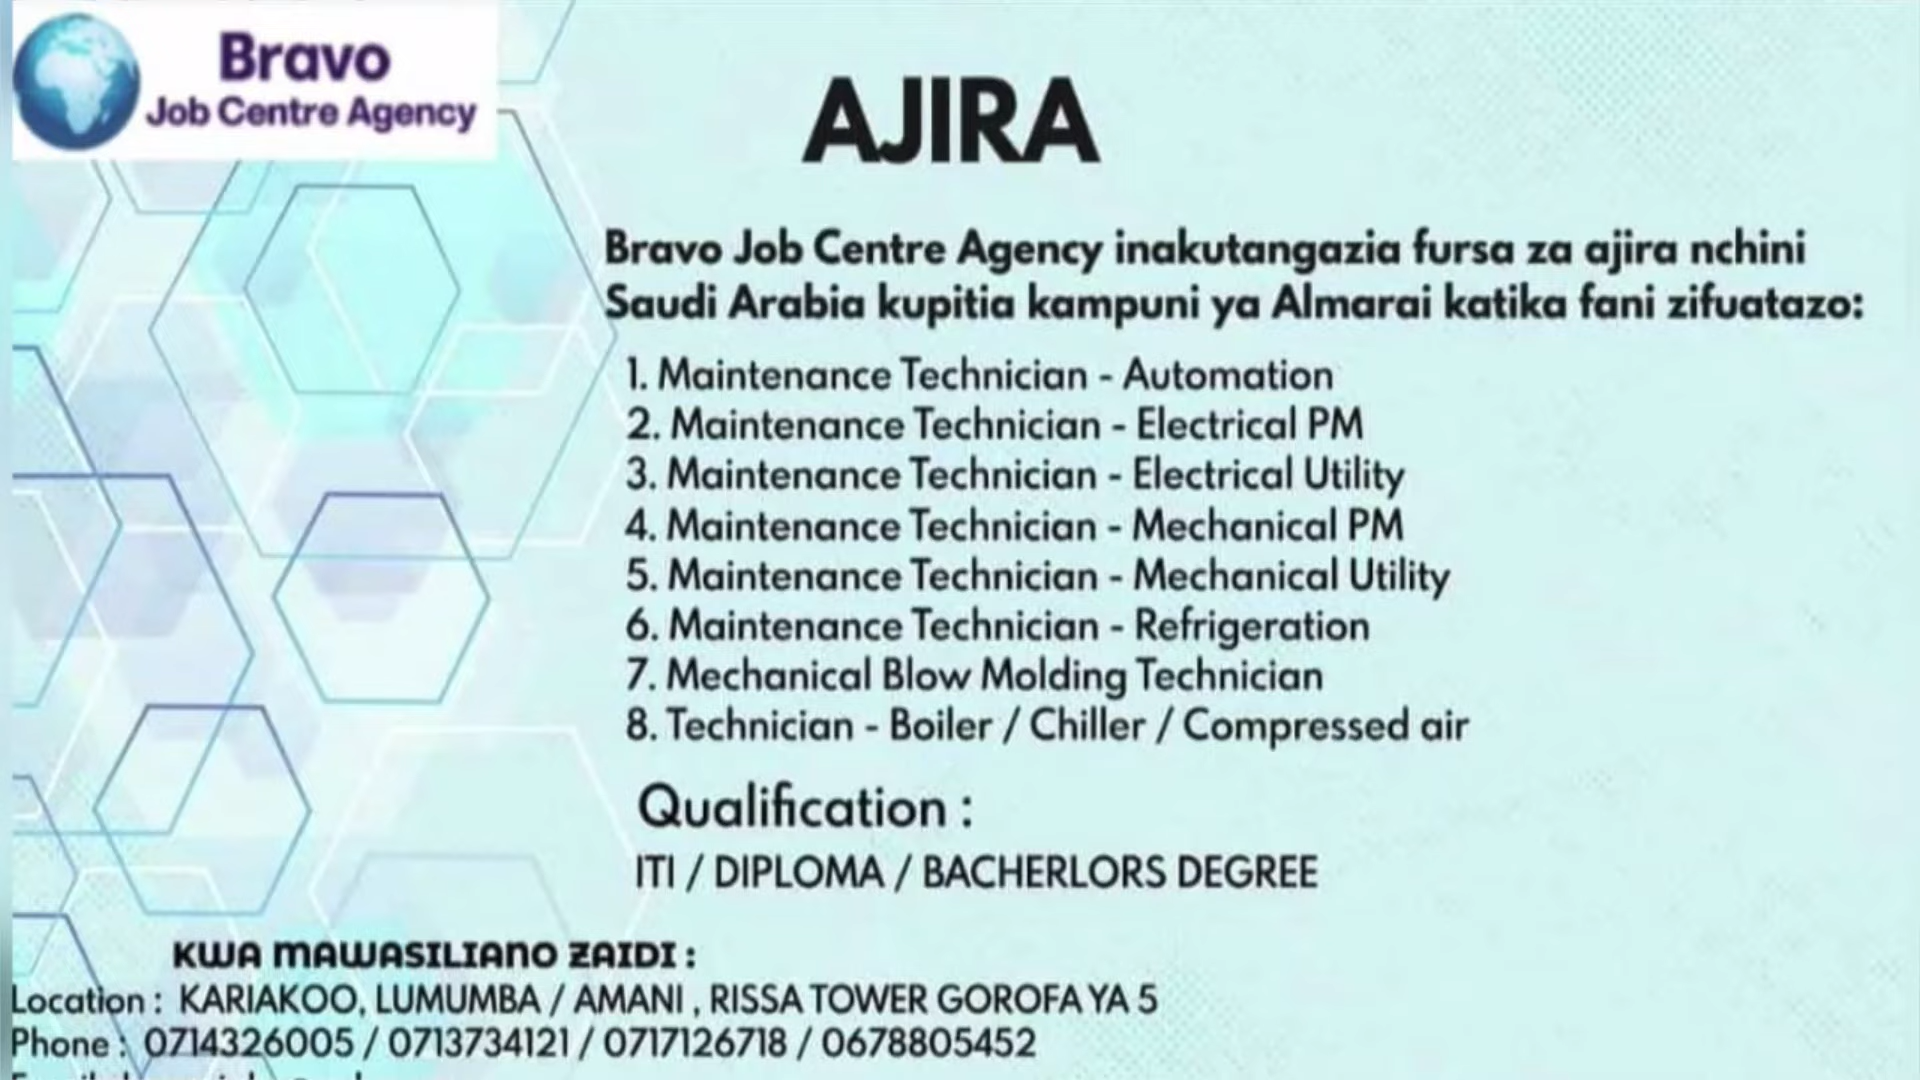 Bravo
Job Centre Agency
AJIRA
Bravo Job Centre Agency inakutangazia fursa za ajira nchini
Saudi Arabia kupitia kampuni ya Almarai katika fani zifuatazo:
1. Maintenance Technician - Automation
2. Maintenance Technician - Electrical PM
3. Maintenance Technician - Electrical Utility
4. Maintenance Technician - Mechanical PM
5. Maintenance Technician - Mechanical Utility
6. Maintenance Technician - Refrigeration
7. Mechanical Blow Molding Technician
8. Technician - Boiler / Chiller / Compressed air
Qualification :
ITI / DIPLOMA / BACHERLORS DEGREE
KWA MAWASILIANO ZAIDI :
Location : KARIAKOO, LUMUMBA / AMANI , RISSA TOWER GOROFA YA 5
Phone : 0714326005 / 0713734121 / 0717126718 / 0678805452